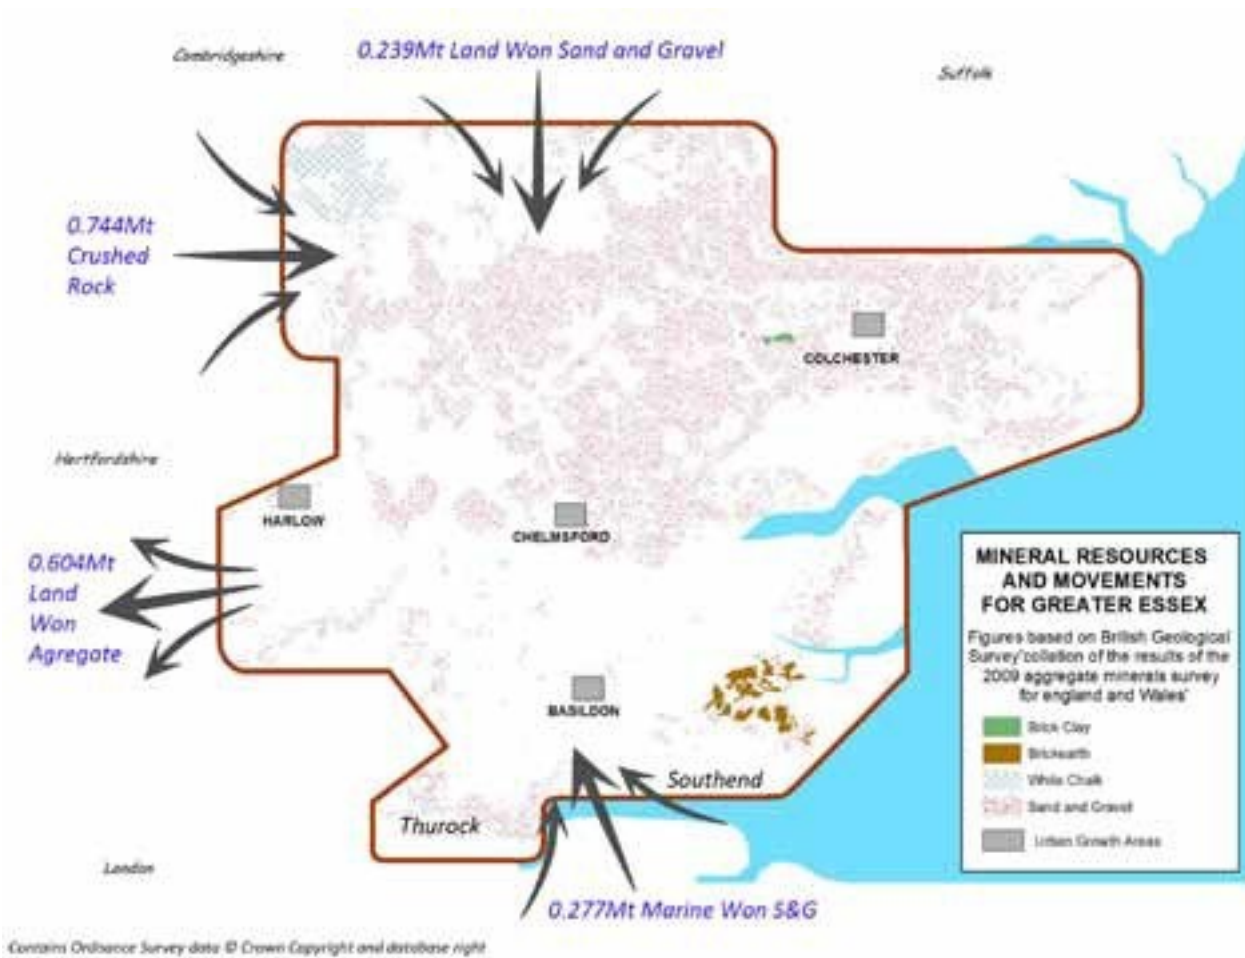 Cambridgeshire
0.239Mt Land Won Sand and Gravel
Suffolk
0.744Mt
Crushed
Rock
COLCHESTER
Hertfordshire
HARLOW
CHELMSFORD
0.604Mt
Land
Won
Agregate
MINERAL RESOURCES
AND MOVEMENTS
FOR GREATER ESSEX
Figures based on British Geological
Survey'collation of the results of the
2009 aggregate minerals survey
for england and Wales'
Brick Clay
Brickearth
White Chalk
Sand and Gravel
Urban Growth Areas
BASILDON
Southend
Thurock
London
0.277Mt Marine Won S&G
Contains Ordnance Survey data © Crown Copyright and database right